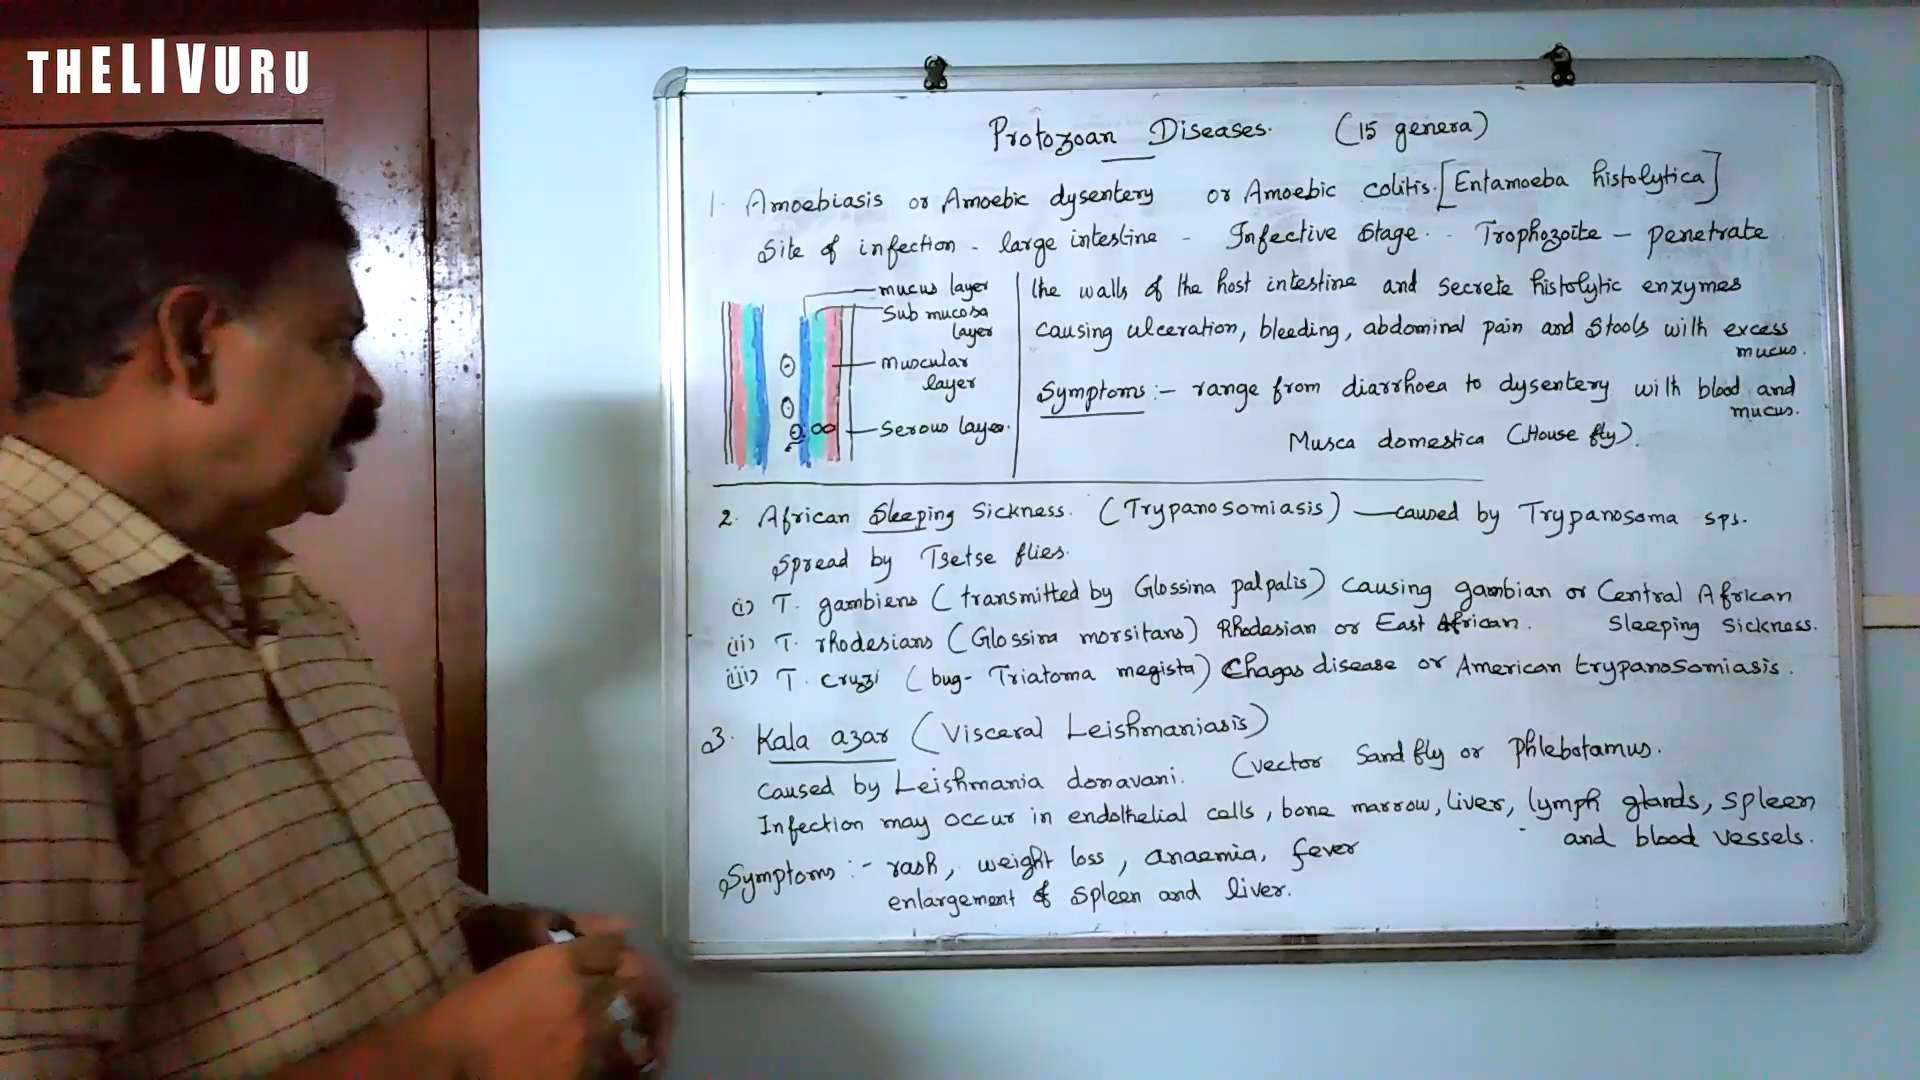 THELIVURU
Protozoan Diseases. (15 genera)
1. Amoebiasis or Amoebic dysentery or Amoebic colitis. [Entamoeba histolytica]
Site of infection - large intestine - Infective Stage - Trophozoite - penetrate
the walls of the host intestine and secrete histolytic enzymes
causing ulceration, bleeding, abdominal pain and stools with excess
mucus.
Symptoms :- range from diarrhoea to dysentery with blood and
mucus.
Musca domestica (House fly).
mucus layer
Sub mucosa
layer
muscular
layer
Serous layer.
2. African Sleeping Sickness. (Trypanosomiasis) — caused by Trypanosoma sps.
Spread by Tsetse flies.
(i) T. gambiens (transmitted by Glossina palpalis) causing gambian or Central African
Sleeping Sickness.
(ii) T. rhodesians (Glossina morsitans) Rhodesian or East African.
(iii) T. cruzi (bug- Triatoma megista) Chagas disease or American trypanosomiasis.
3. Kala azar (Visceral Leishmaniasis)
Caused by Leishmania donavani. (vector Sand fly or Phlebotamus.
Infection may occur in endothelial cells, bone marrow, liver, lymph glands, spleen
and blood vessels.
Symptoms :- rash, weight loss, anaemia, fever
enlargement of spleen and liver.